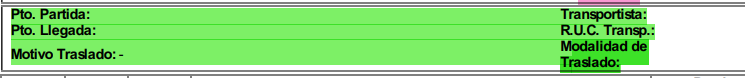 Pto. Partida: Transportista:
Pto. Llegada: R.U.C. Transp.:
Motivo Traslado: - Modalidad de
Traslado: